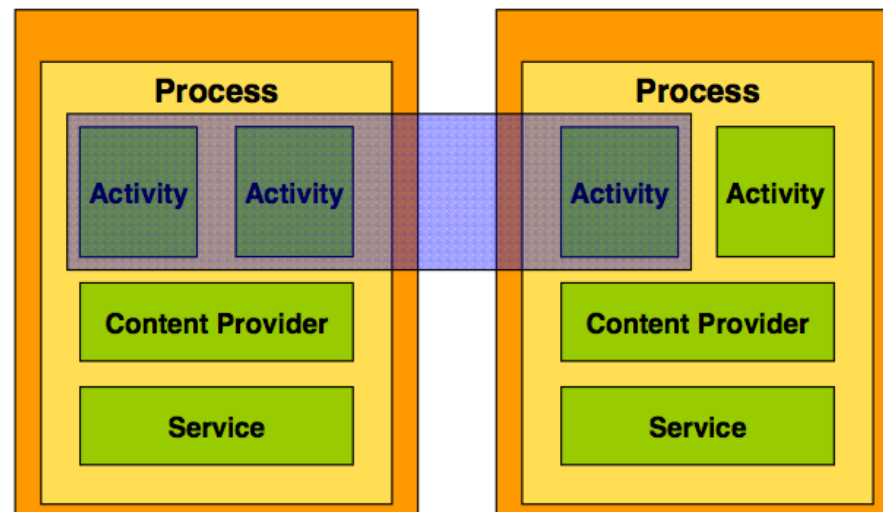 Process
Activity Activity
Content Provider
Service
Process
Activity Activity
Content Provider
Service